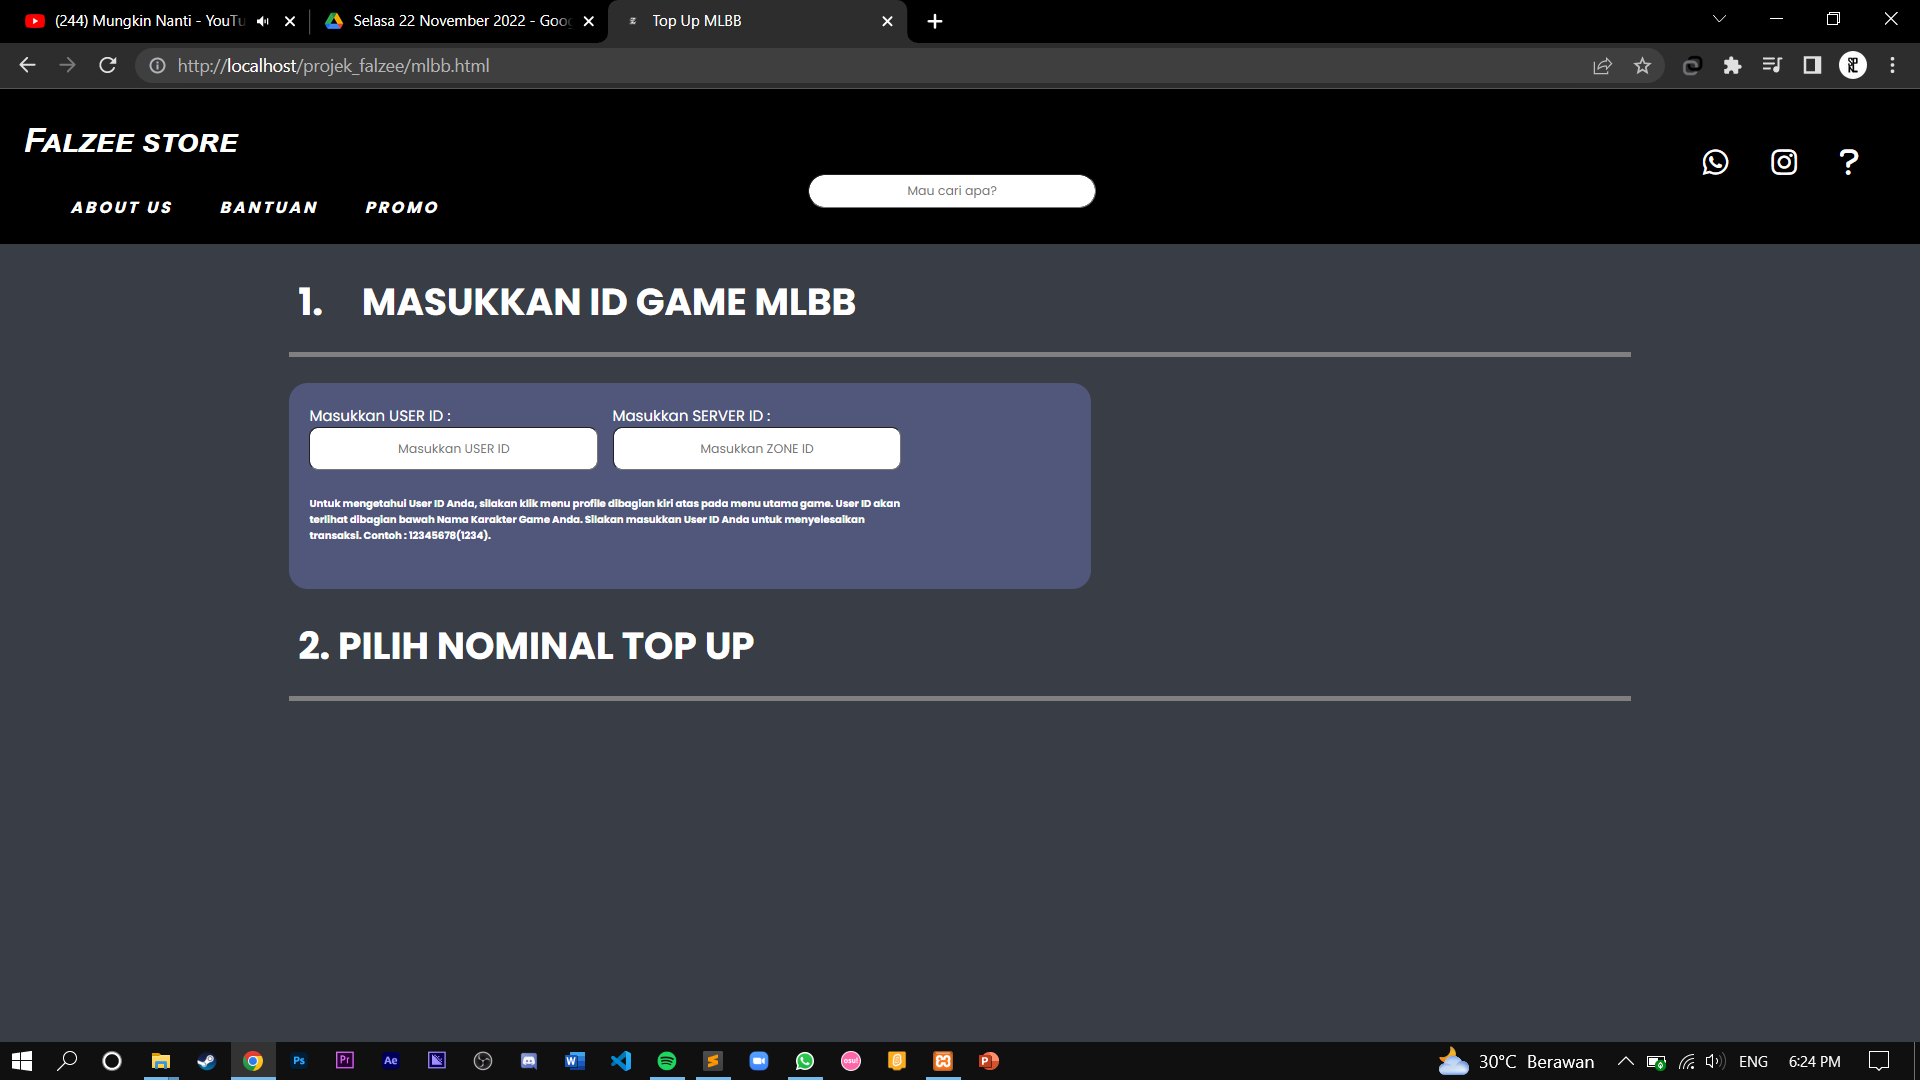 (244) Mungkin Nanti - YouTu
Selasa 22 November 2022 - Goo
Top Up MLBB
http://localhost/projek_falzee/mlbb.html
FALZEE STORE
ABOUT US
BANTUAN
PROMO
Mau cari apa?
?
1. MASUKKAN ID GAME MLBB
Masukkan USER ID :
Masukkan SERVER ID :
Masukkan USER ID
Masukkan ZONE ID
Untuk mengetahui User ID Anda, silakan klik menu profile dibagian kiri atas pada menu utama game. User ID akan
terlihat dibagian bawah Nama Karakter Game Anda. Silakan masukkan User ID Anda untuk menyelesaikan
transaksi. Contoh : 12345678(1234).
2. PILIH NOMINAL TOP UP
Ps
Pr
Ae
W
osu!
P
30°C Berawan
ENG
6:24 PM